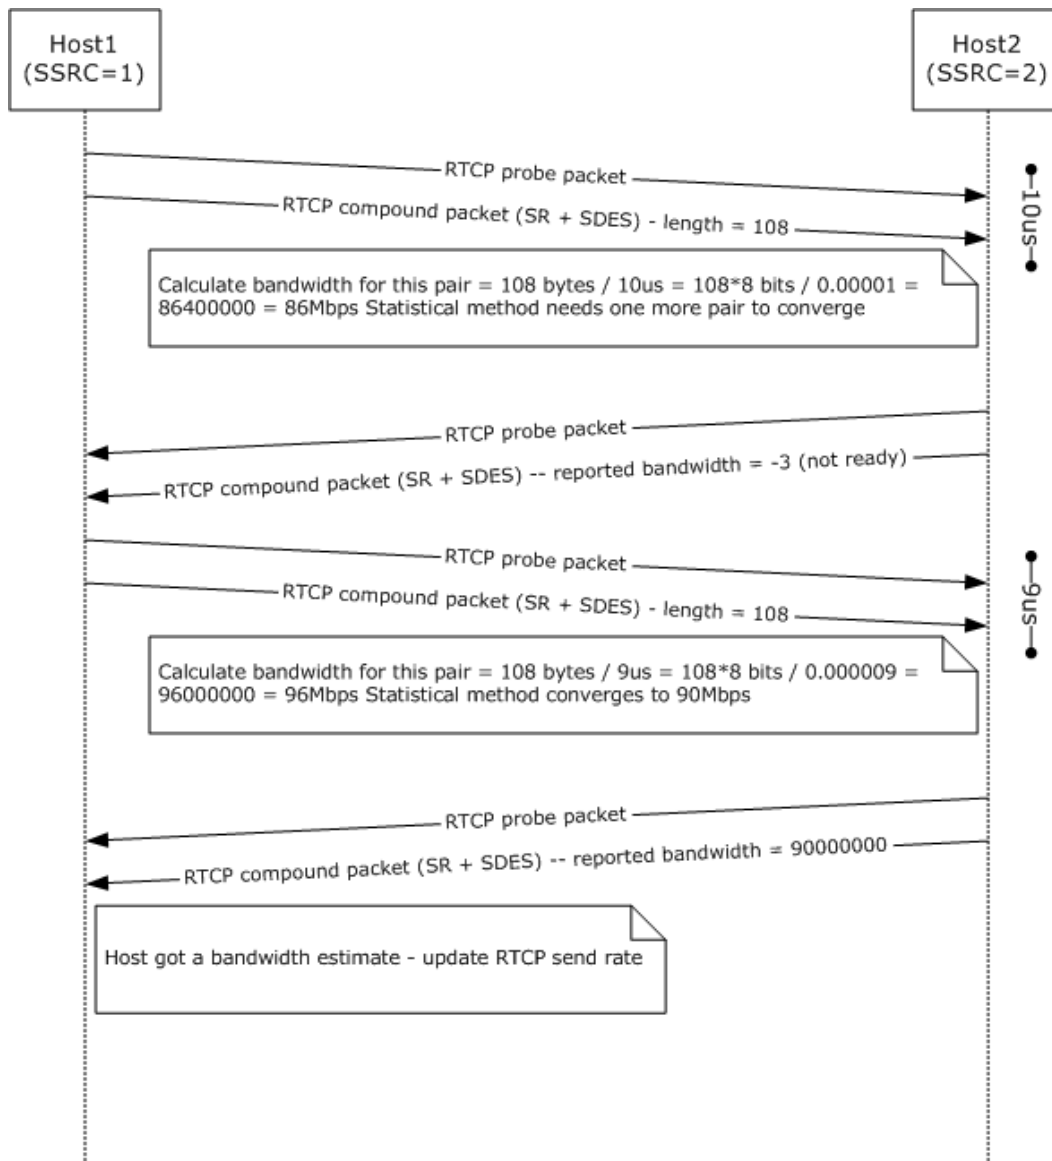 Host1
(SSRC=1)
Host2
(SSRC=2)
RTCP probe packet
RTCP compound packet (SR + SDES) - length = 108
10us
Calculate bandwidth for this pair = 108 bytes / 10us = 108*8 bits / 0.00001 =
86400000 = 86Mbps Statistical method needs one more pair to converge
RTCP probe packet
RTCP compound packet (SR + SDES) -- reported bandwidth = -3 (not ready)
RTCP probe packet
RTCP compound packet (SR + SDES) - length = 108
9us
Calculate bandwidth for this pair = 108 bytes / 9us = 108*8 bits / 0.000009 =
96000000 = 96Mbps Statistical method converges to 90Mbps
RTCP probe packet
RTCP compound packet (SR + SDES) -- reported bandwidth = 90000000
Host got a bandwidth estimate - update RTCP send rate